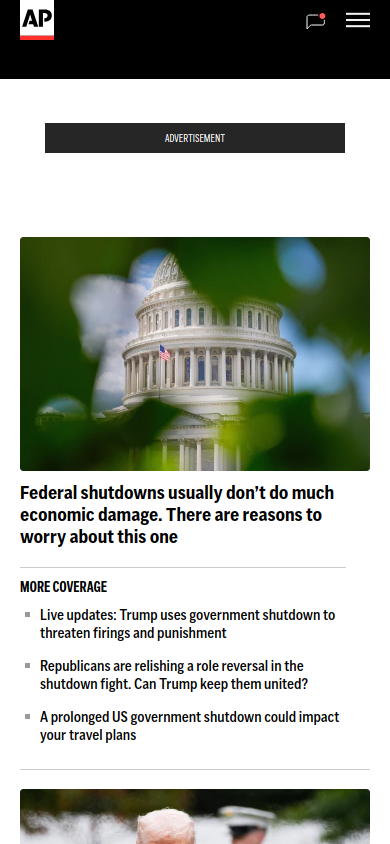 AP
ADVERTISEMENT
Federal shutdowns usually don’t do much
economic damage. There are reasons to
worry about this one
MORE COVERAGE
Live updates: Trump uses government shutdown to
threaten firings and punishment
Republicans are relishing a role reversal in the
shutdown fight. Can Trump keep them united?
A prolonged US government shutdown could impact
your travel plans